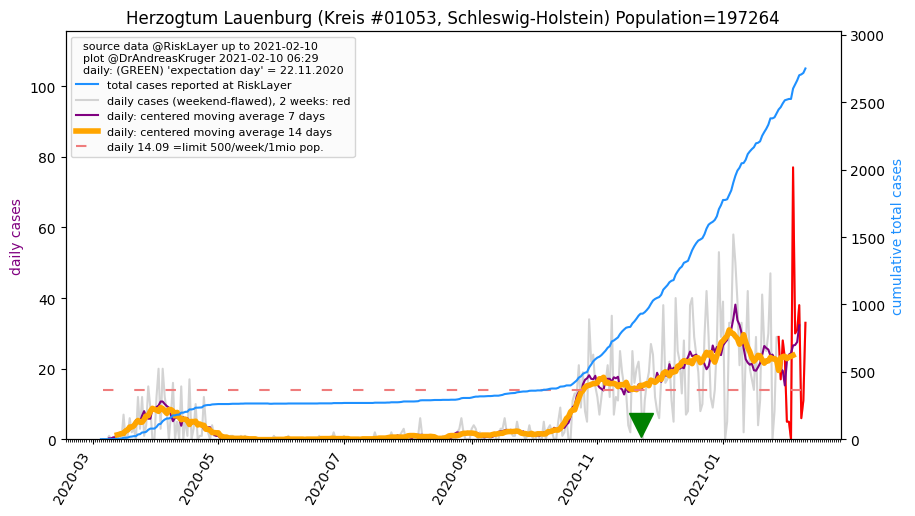 Herzogtum Lauenburg (Kreis #01053, Schleswig-Holstein) Population=197264
source data @RiskLayer up to 2021-02-10
plot @DrAndreasKruger 2021-02-10 06:29
daily: (GREEN) 'expectation day' = 22.11.2020
total cases reported at RiskLayer
daily cases (weekend-flawed), 2 weeks: red
daily: centered moving average 7 days
daily: centered moving average 14 days
daily 14.09 =limit 500/week/1mio pop.
daily cases
100
80
60
40
20
0
cumulative total cases
3000
2500
2000
1500
1000
500
0
2020-03
2020-05
2020-07
2020-09
2020-11
2021-01